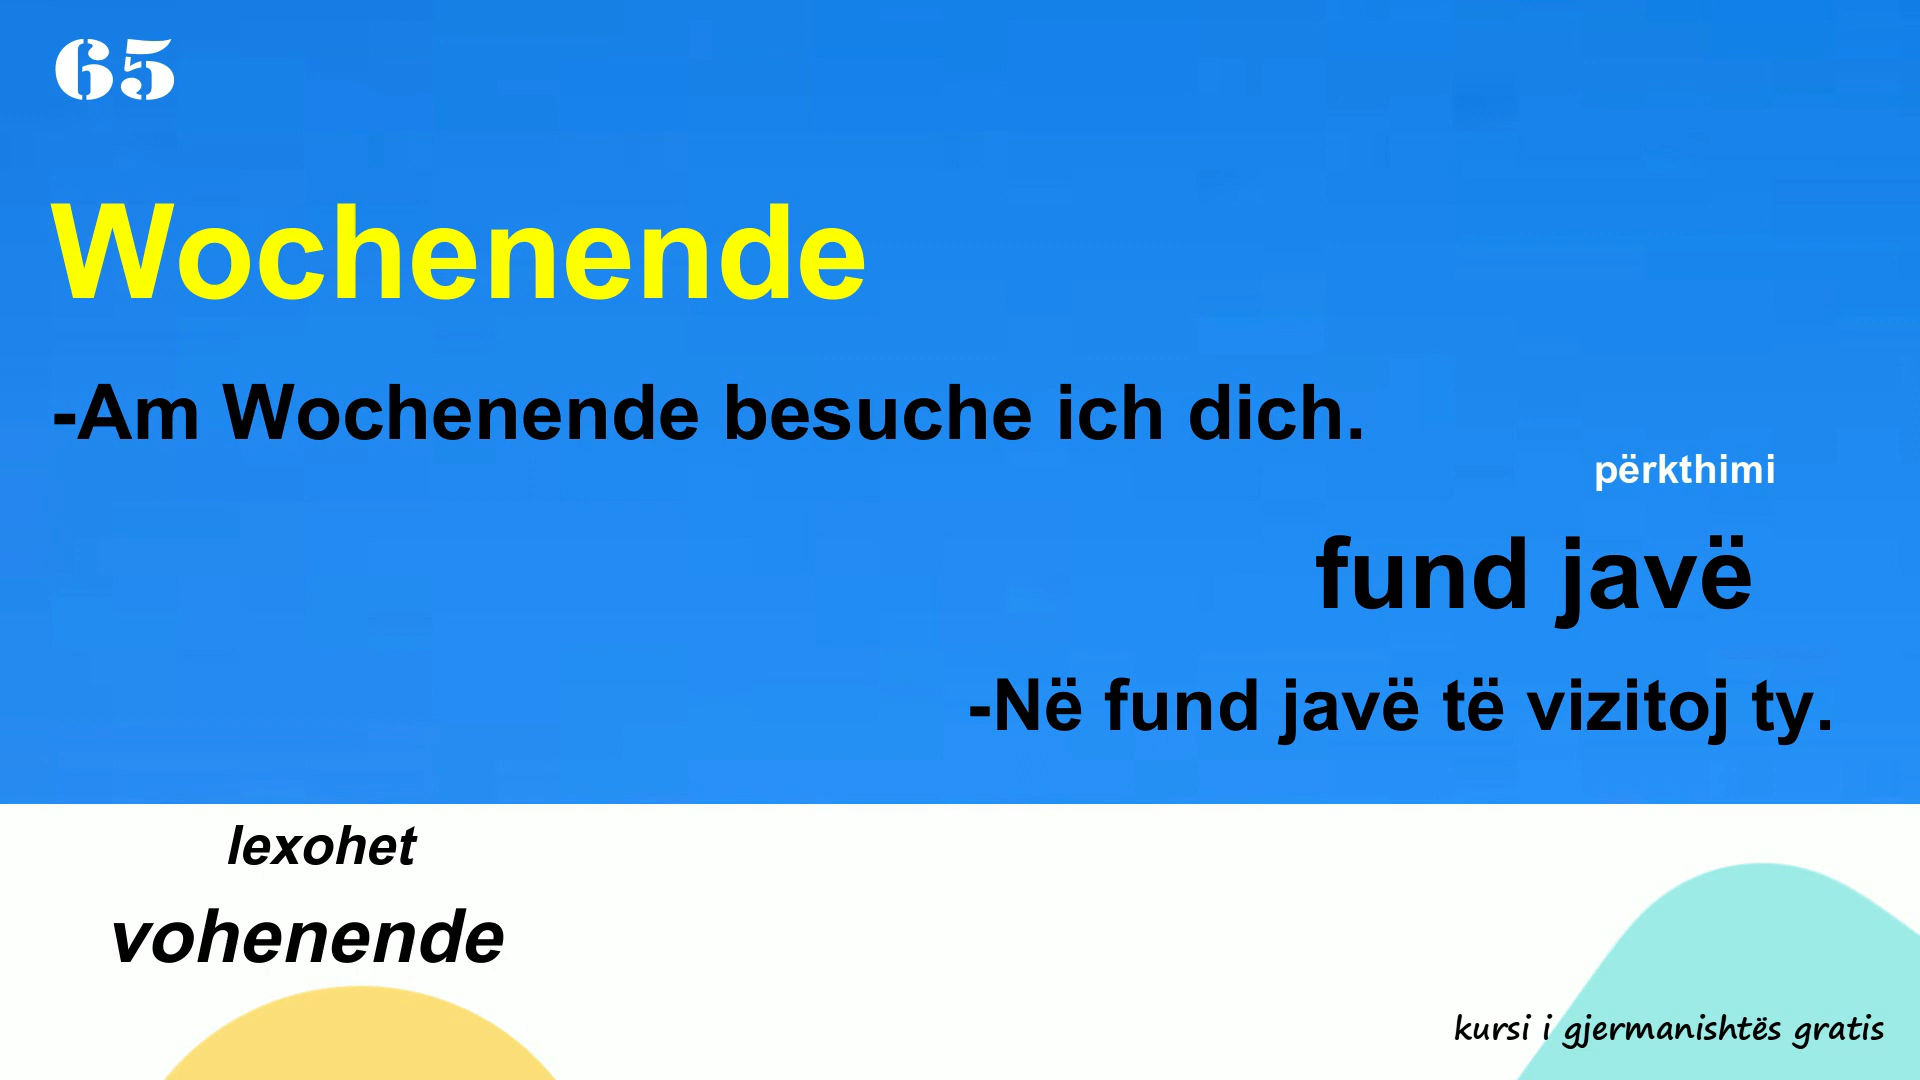 65
Wochenende
-Am Wochenende besuche ich dich.
përkthimi
fund javë
-Në fund javë të vizitoj ty.
lexohet
vohenende
kursi i gjermanishtës gratis